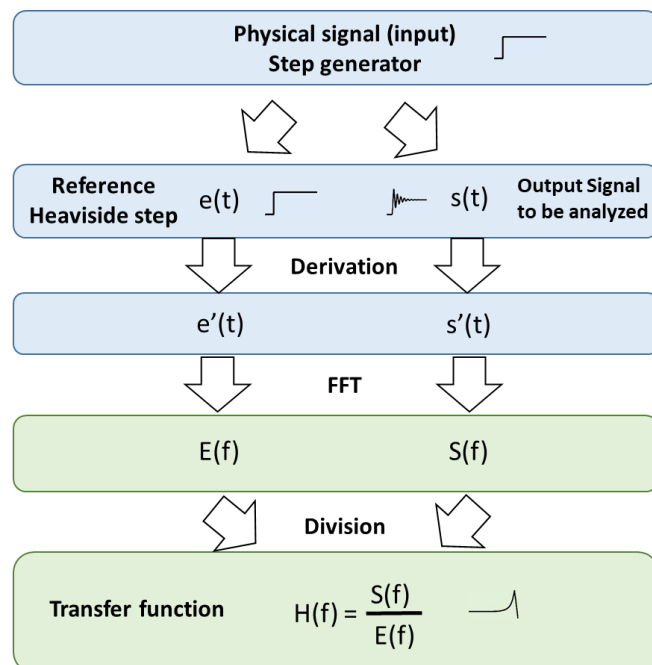 Physical signal (input)
Step generator
Reference
Heaviside step
e(t)
s(t)
Output Signal
to be analyzed
Derivation
e’(t)
s’(t)
FFT
E(f)
S(f)
Division
Transfer function
H(f) =
S(f)
E(f)